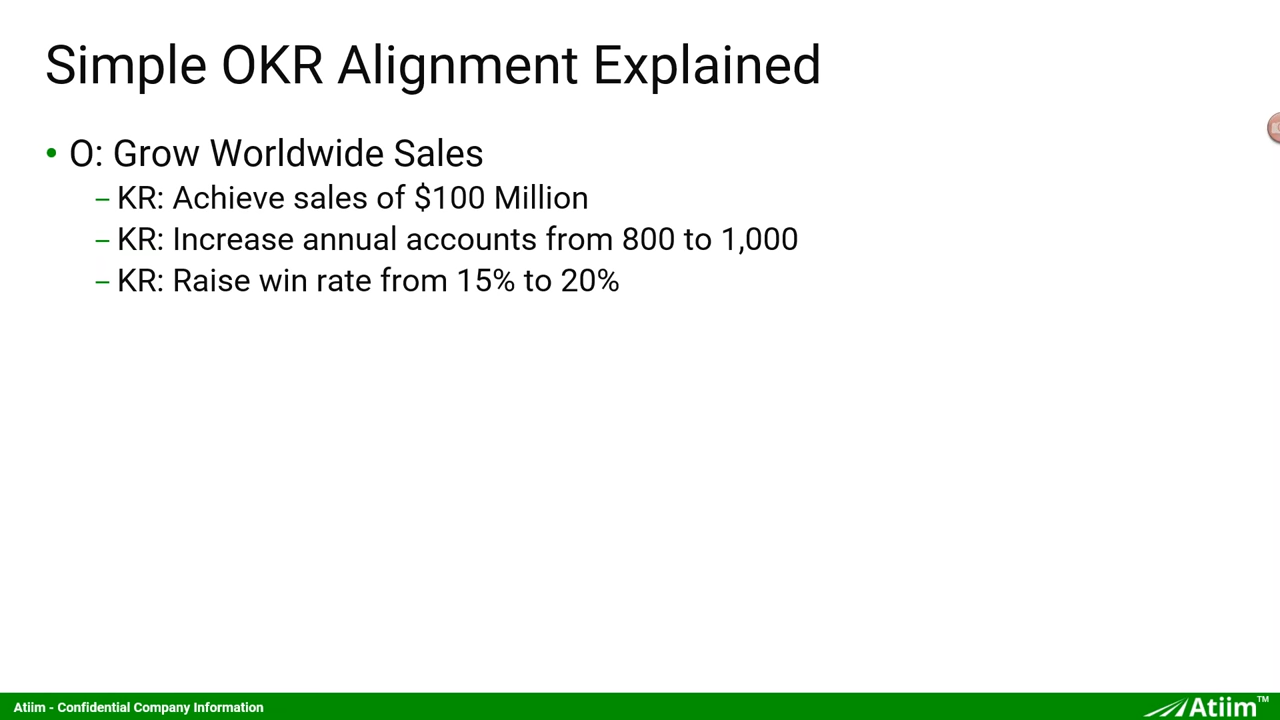 Simple OKR Alignment Explained
• O: Grow Worldwide Sales
– KR: Achieve sales of $100 Million
– KR: Increase annual accounts from 800 to 1,000
– KR: Raise win rate from 15% to 20%
Atiim - Confidential Company Information
Atiim™